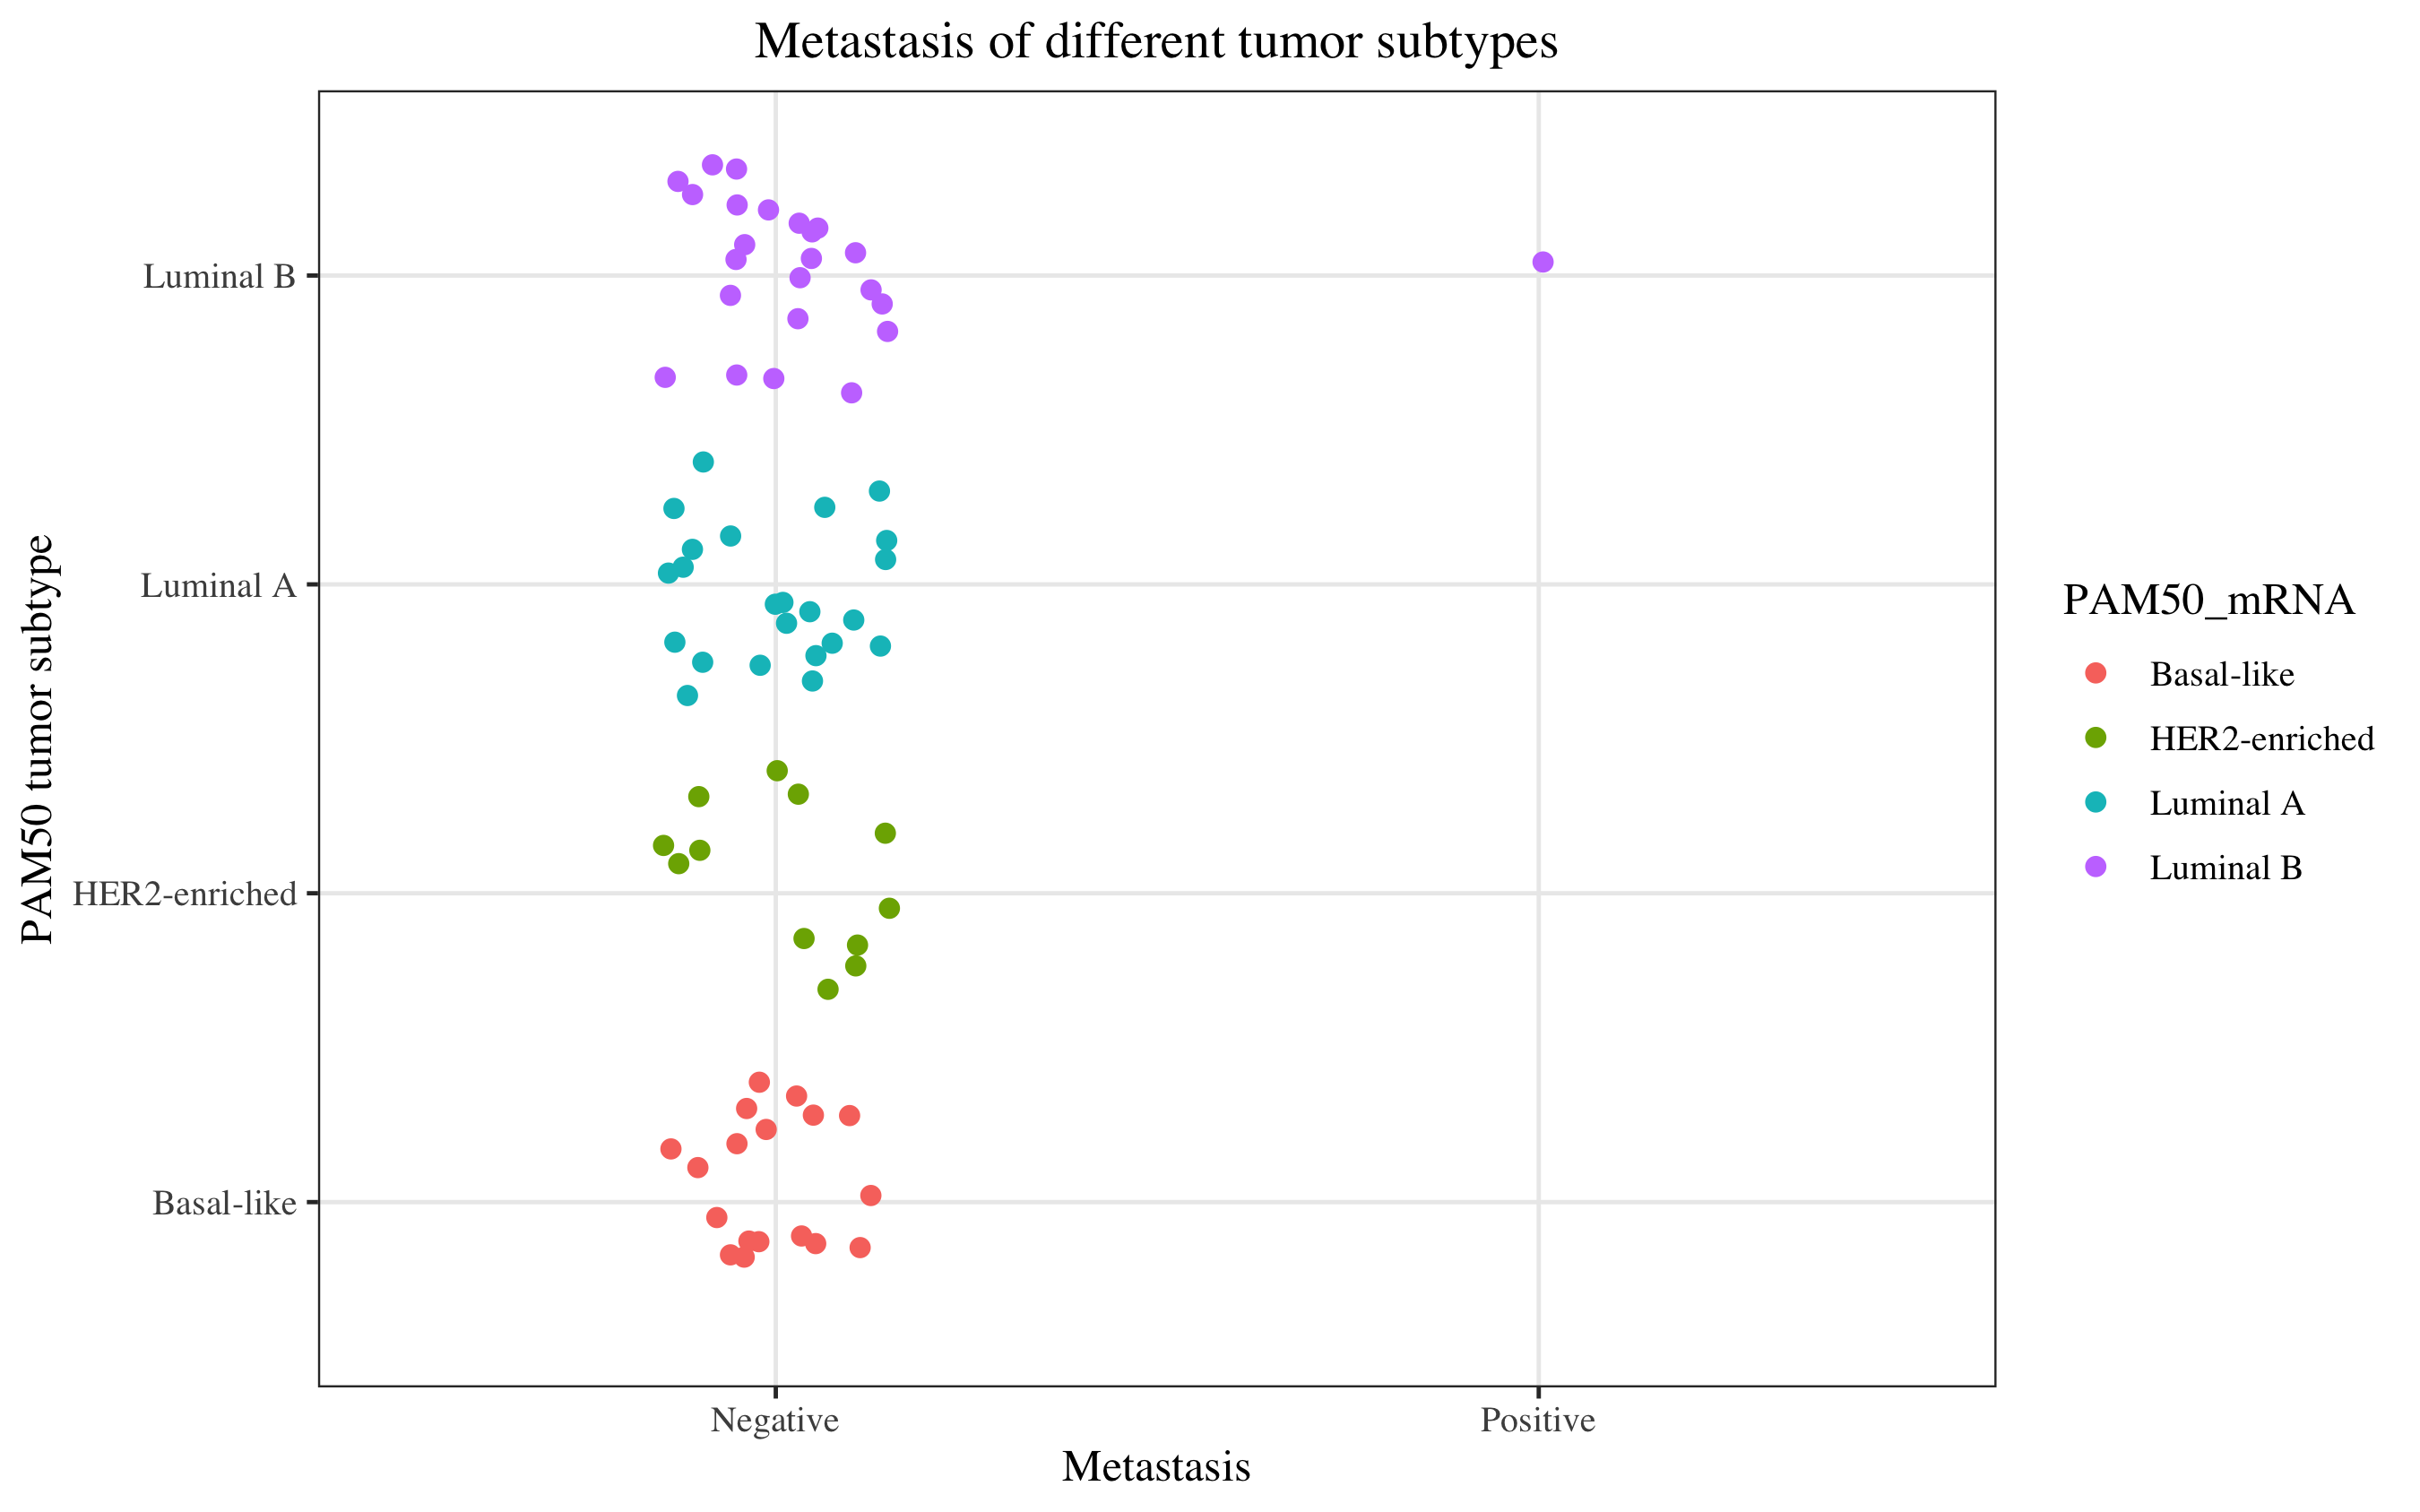 Metastasis of different tumor subtypes
PAM50 tumor subtype
Luminal B
Luminal A
HER2-enriched
Basal-like
Negative
Positive
Metastasis
PAM50_mRNA
Basal-like
HER2-enriched
Luminal A
Luminal B